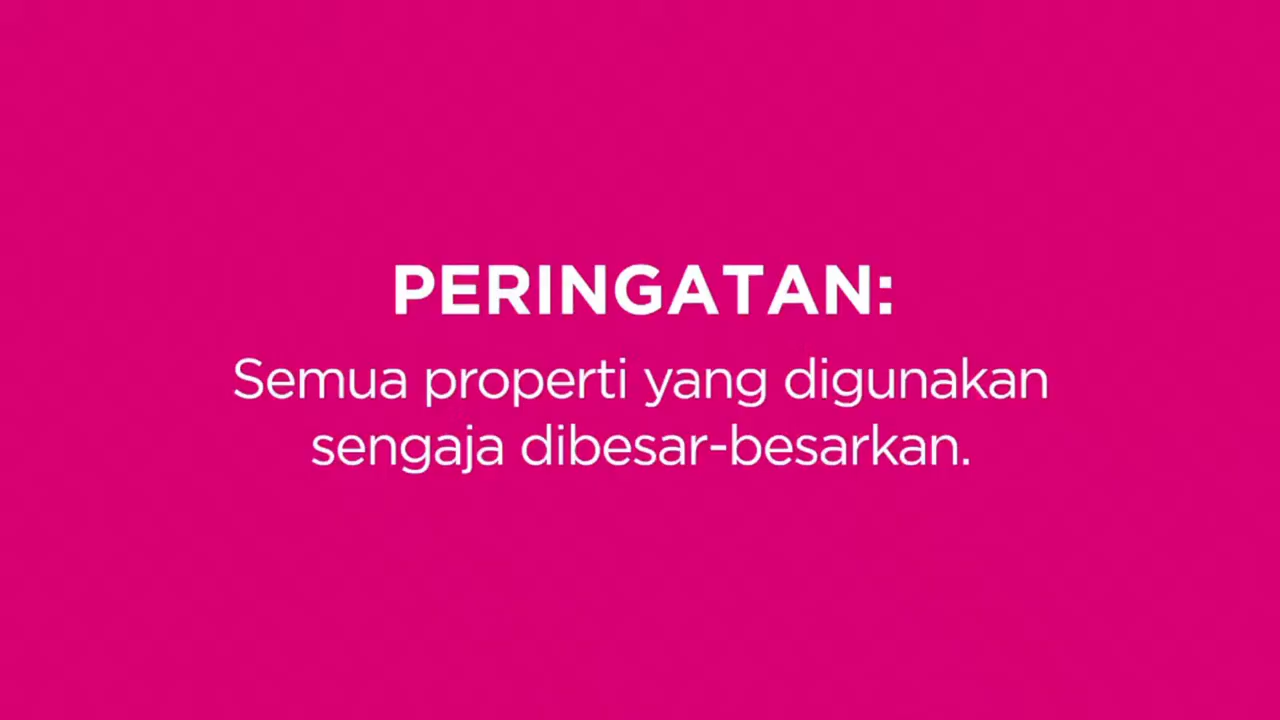 PERINGATAN:
Semua properti yang digunakan
sengaja dibesar-besarkan.